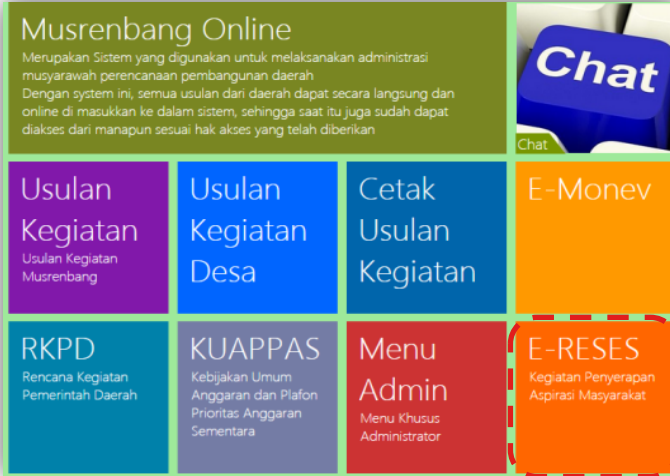 Musrenbang Online
Merupakan Sistem yang digunakan untuk melaksanakan administrasi
musyawarah perencanaan pembangunan daerah
Dengan system ini, semua usulan dari daerah dapat secara langsung dan
online di masukkan ke dalam sistem, sehingga saat itu juga sudah dapat
diakses dari manapun sesuai hak akses yang telah diberikan
Chat
Chat
Usulan
Kegiatan
Usulan Kegiatan
Musrenbang
Usulan
Kegiatan
Desa
Cetak
Usulan
Kegiatan
E-Monev
RKPD
Rencana Kegiatan
Pemerintah Daerah
KUAPPAS
Kebijakan Umum
Anggaran dan Plafon
Prioritas Anggaran
Sementara
Menu
Admin
Menu Khusus
Administrator
E-RESES
Kegiatan Penyerapan
Aspirasi Masyarakat